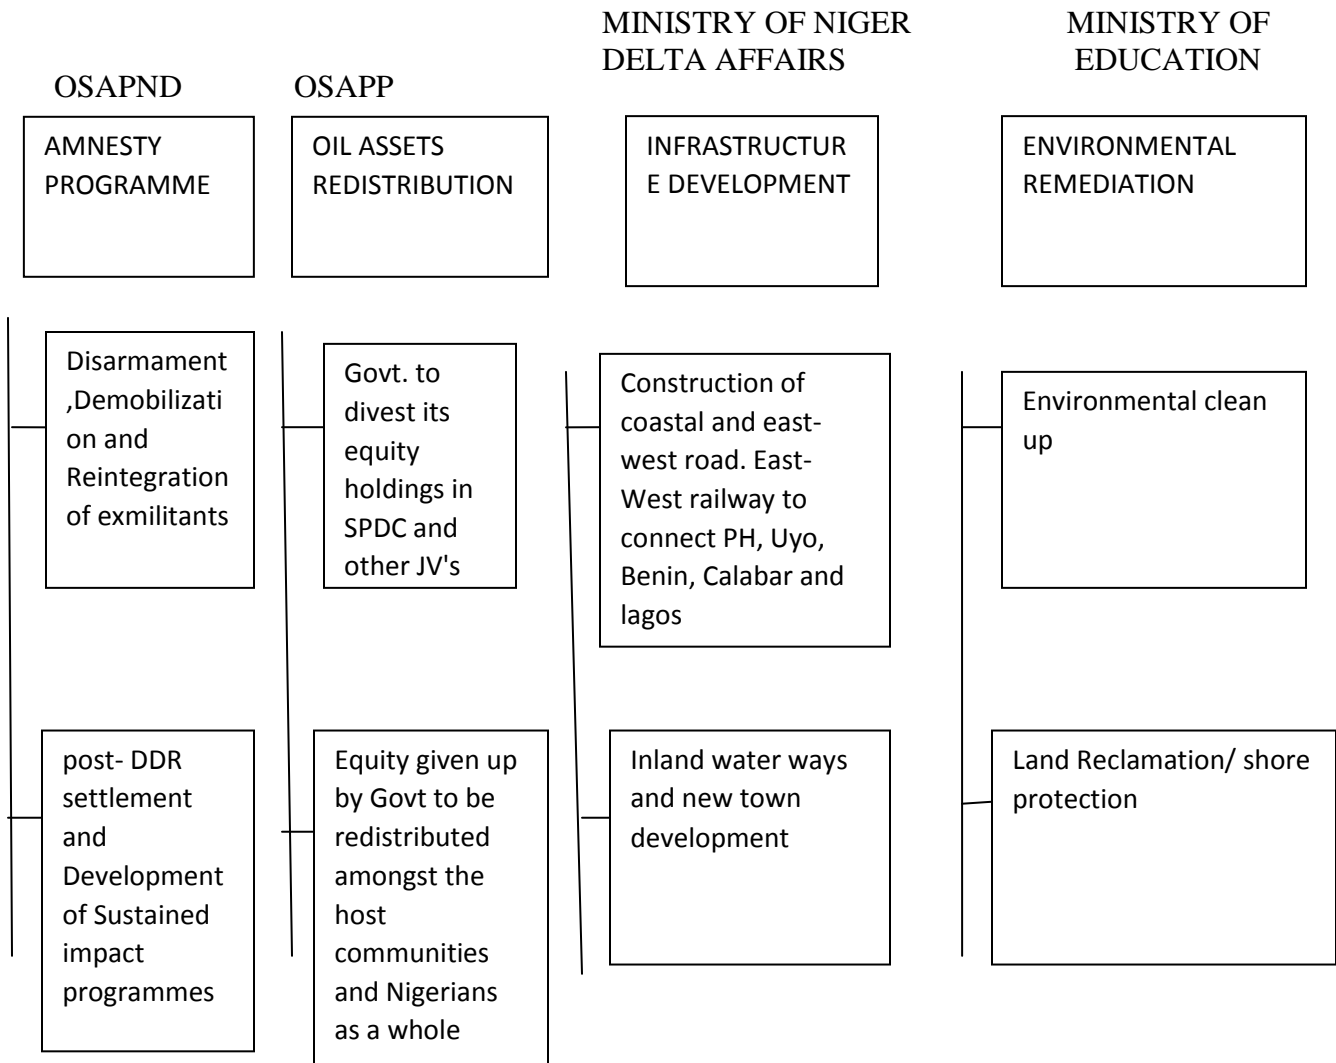 MINISTRY OF NIGER
DELTA AFFAIRS
MINISTRY OF
EDUCATION
OSAPND
OSAPP
AMNESTY
PROGRAMME
OIL ASSETS
REDISTRIBUTION
INFRASTRUCTUR
E DEVELOPMENT
ENVIRONMENTAL
REMEDIATION
Disarmament
,Demobilizati
on and
Reintegration
of exmilitants
Govt. to
divest its
equity
holdings in
SPDC and
other JV's
Construction of
coastal and east-
west road. East-
West railway to
connect PH, Uyo,
Benin, Calabar and
lagos
Environmental clean
up
post- DDR
settlement
and
Development
of Sustained
impact
programmes
Equity given up
by Govt to be
redistributed
amongst the
host
communities
and Nigerians
as a whole
Inland water ways
and new town
development
Land Reclamation/ shore
protection